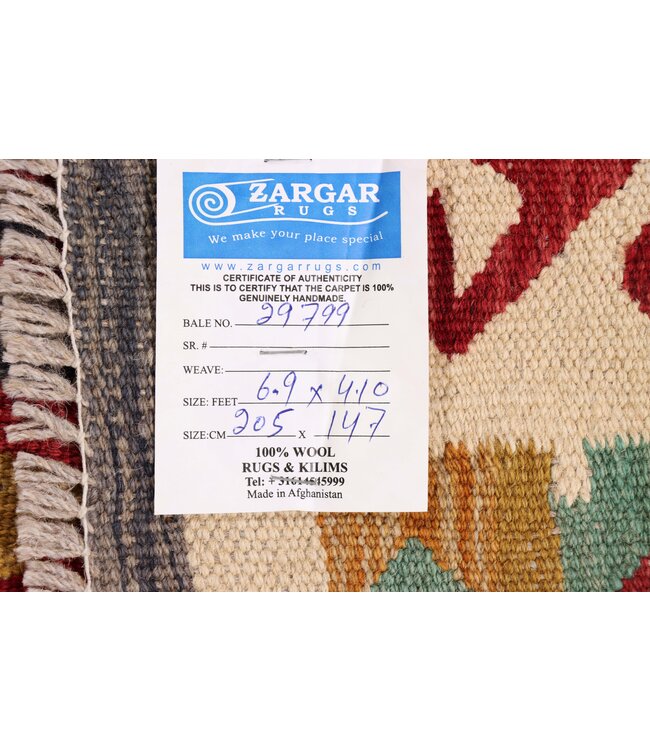 ZARGAR
RUGS
We make your place special
www.zargarrugs.com
CERTIFICATE OF AUTHENTICITY
THIS IS TO CERTIFY THAT THE CARPET IS 100%
GENUINELY HANDMADE.
BALE NO. 29799
SR. #
WEAVE:
SIZE: FEET 6.9 x 4.10
SIZE:CM 205 X 147
100% WOOL
RUGS & KILIMS
Tel:
Made in Afghanistan